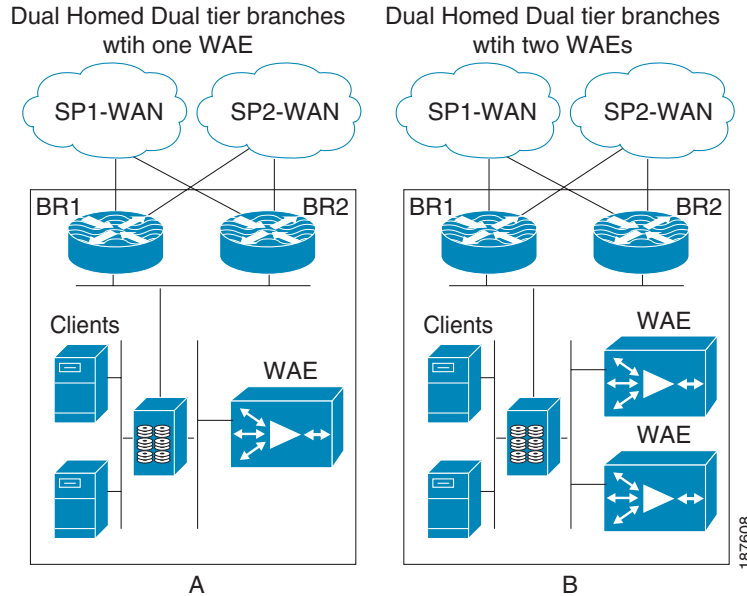 Dual Homed Dual tier branches
wtih one WAE
SP1-WAN
SP2-WAN
BR1
BR2
Clients
WAE
A
Dual Homed Dual tier branches
wtih two WAEs
SP1-WAN
SP2-WAN
BR1
BR2
Clients
WAE
WAE
B
187608